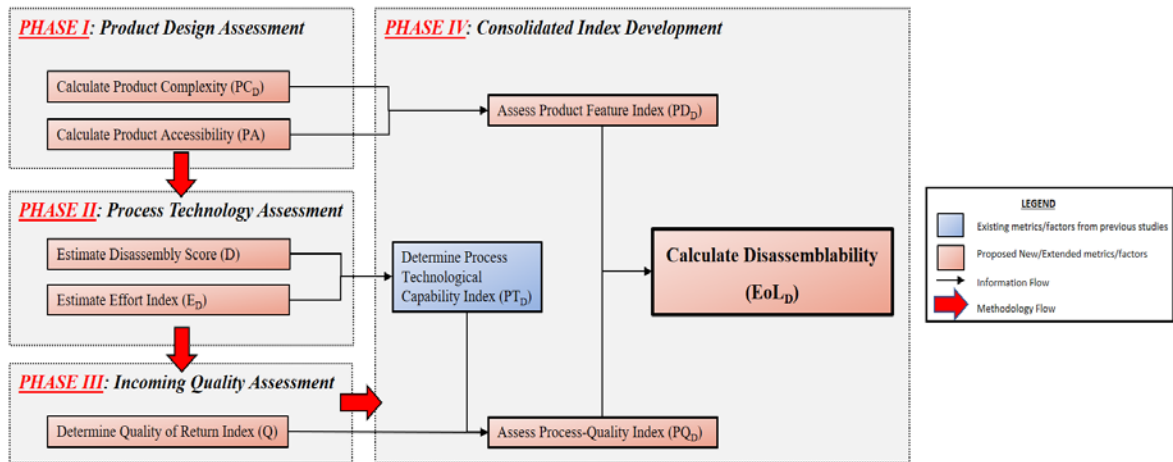 PHASE I: Product Design Assessment
Calculate Product Complexity (PCD)
Calculate Product Accessibility (PA)
PHASE II: Process Technology Assessment
Estimate Disassembly Score (D)
Estimate Effort Index (ED)
PHASE III: Incoming Quality Assessment
Determine Quality of Return Index (Q)
PHASE IV: Consolidated Index Development
Assess Product Feature Index (PDD)
Determine Process
Technological
Capability Index (PTD)
Calculate Disassemblability
(EoLD)
Assess Process-Quality Index (PQD)
LEGEND
Existing metrics/factors from previous studies
Proposed New/Extended metrics/factors
Information Flow
Methodology Flow